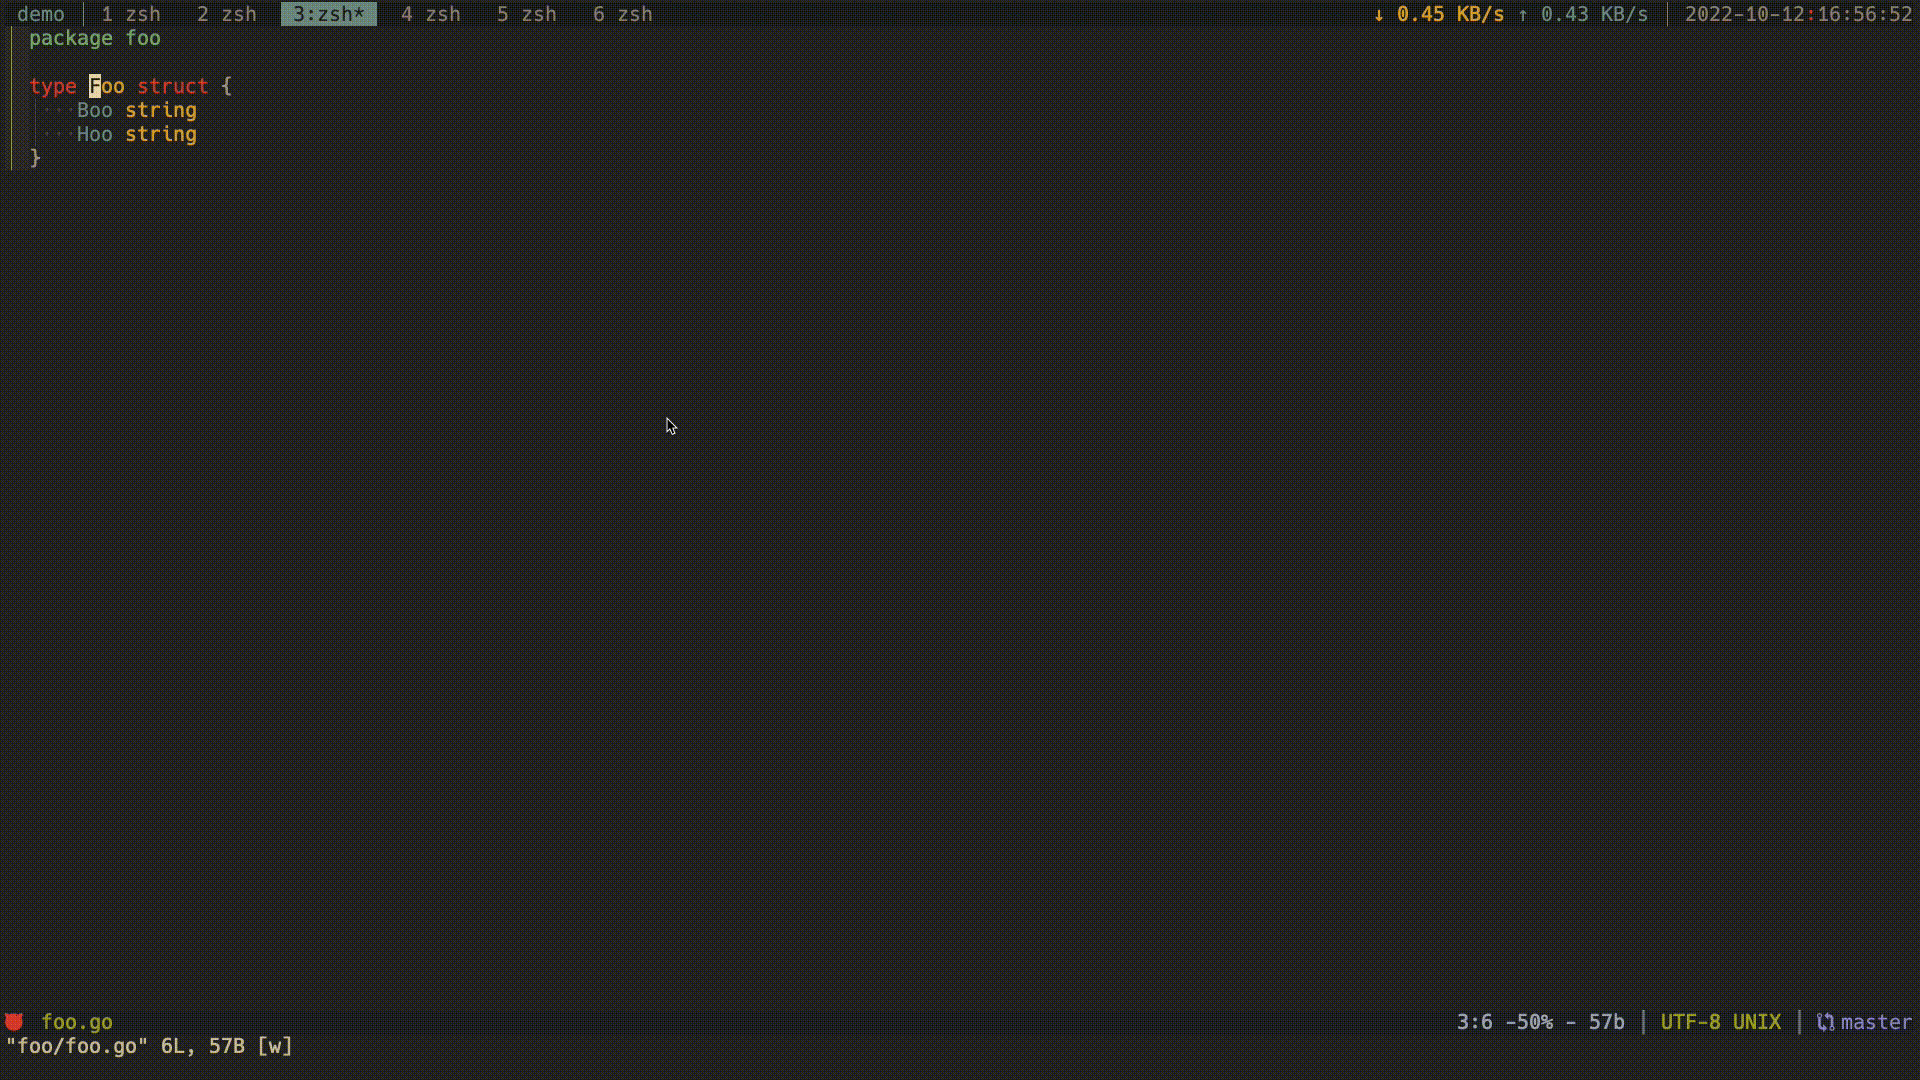 demo │ 1 zsh 2 zsh 3:zsh* 4 zsh 5 zsh 6 zsh ↓ 0.45 KB/s ↑ 0.43 KB/s │ 2022-10-12:16:56:52
package foo
type Foo struct {
···Boo string
···Hoo string
}
foo.go 3:6 -50% - 57b │ UTF-8 UNIX │ master
"foo/foo.go" 6L, 57B [w]